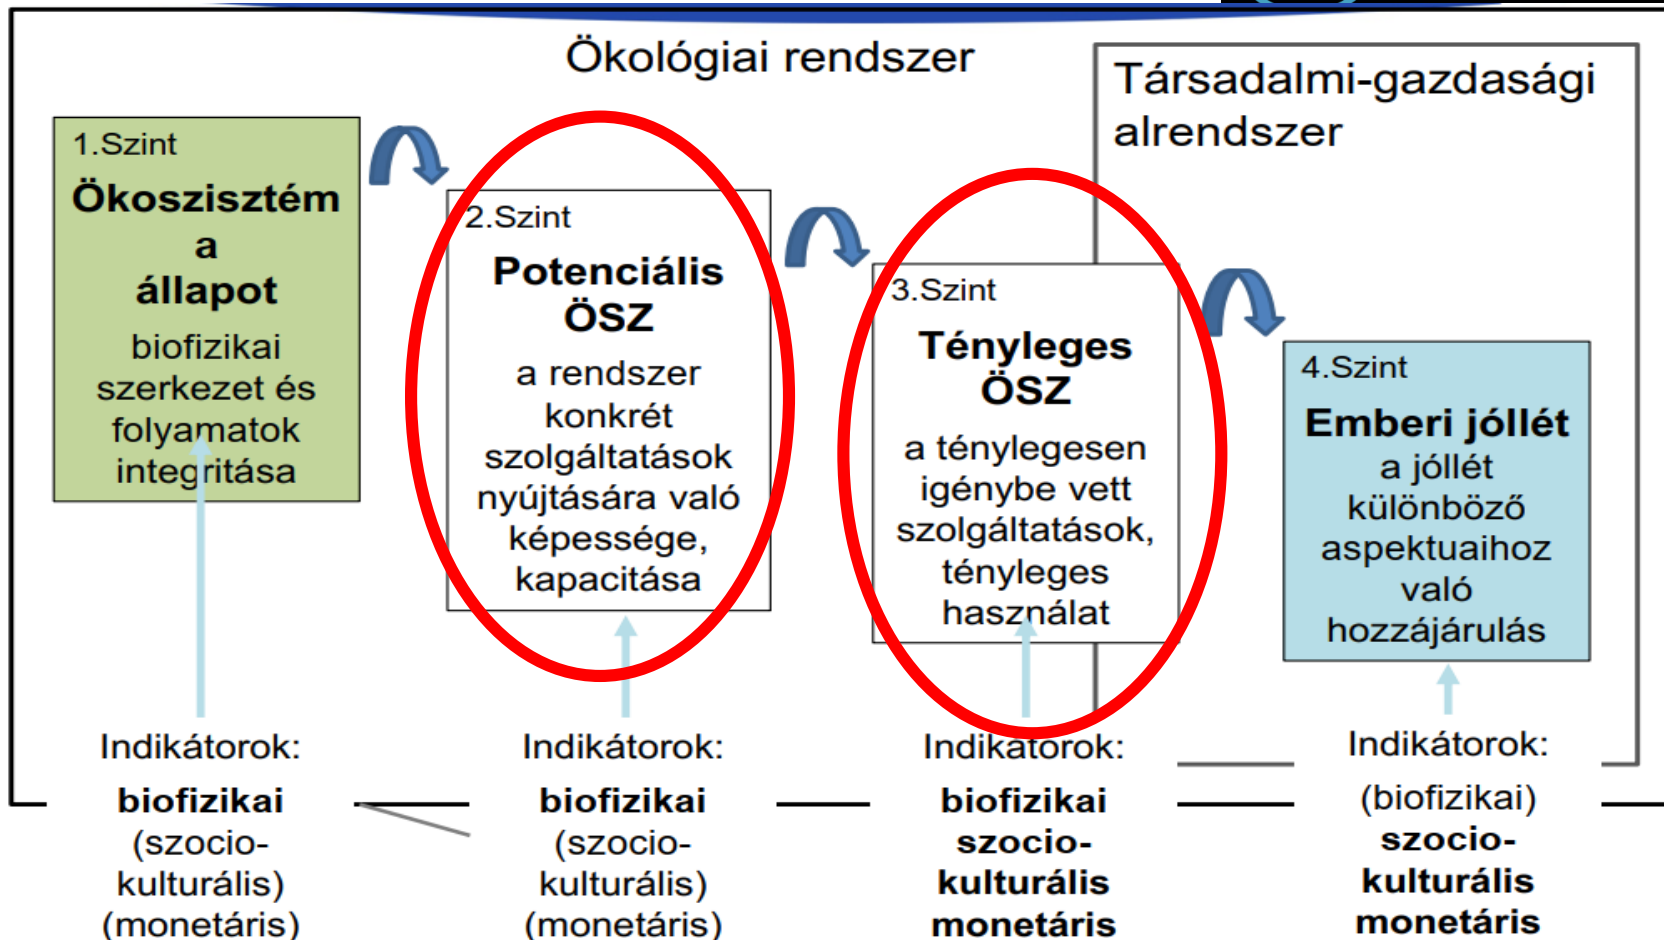 Ökológiai rendszer
Társadalmi-gazdasági
alrendszer
1.Szint
Ökoszisztém
a
állapot
biofizikai
szerkezet és
folyamatok
integritása
2.Szint
Potenciális
ÖSZ
a rendszer
konkrét
szolgáltatások
nyújtására való
képessége,
kapacitása
3.Szint
Tényleges
ÖSZ
a ténylegesen
igénybe vett
szolgáltatások,
tényleges
használat
4.Szint
Emberi jóllét
a jóllét
különböző
aspektuaihoz
való
hozzájárulás
Indikátorok:
biofizikai
(szocio-
kulturális)
(monetáris)
Indikátorok:
biofizikai
(szocio-
kulturális)
(monetáris)
Indikátorok:
biofizikai
szocio-
kulturális
monetáris
Indikátorok:
(biofizikai)
szocio-
kulturális
monetáris